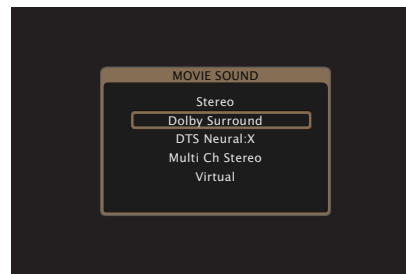 MOVIE SOUND
Stereo
Dolby Surround
DTS Neural:X
Multi Ch Stereo
Virtual